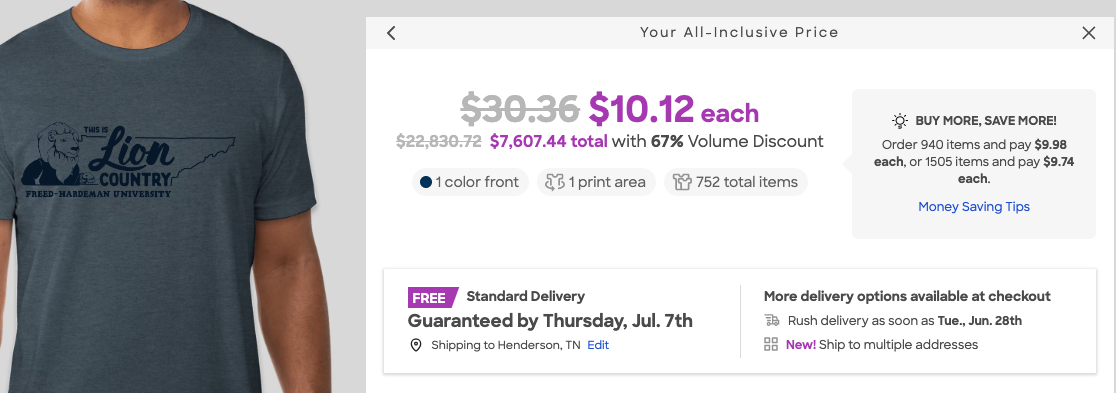 Your All-Inclusive Price
$30.36 $10.12 each
$22,830.72 $7,607.44 total with 67% Volume Discount
1 color front
1 print area
752 total items
BUY MORE, SAVE MORE!
Order 940 items and pay $9.98
each, or 1505 items and pay $9.74
each.
Money Saving Tips
THIS IS
Lion
COUNTRY
FREED-HARDEMAN UNIVERSITY
FREE Standard Delivery
Guaranteed by Thursday, Jul. 7th
Shipping to Henderson, TN Edit
More delivery options available at checkout
Rush delivery as soon as Tue., Jun. 28th
New! Ship to multiple addresses